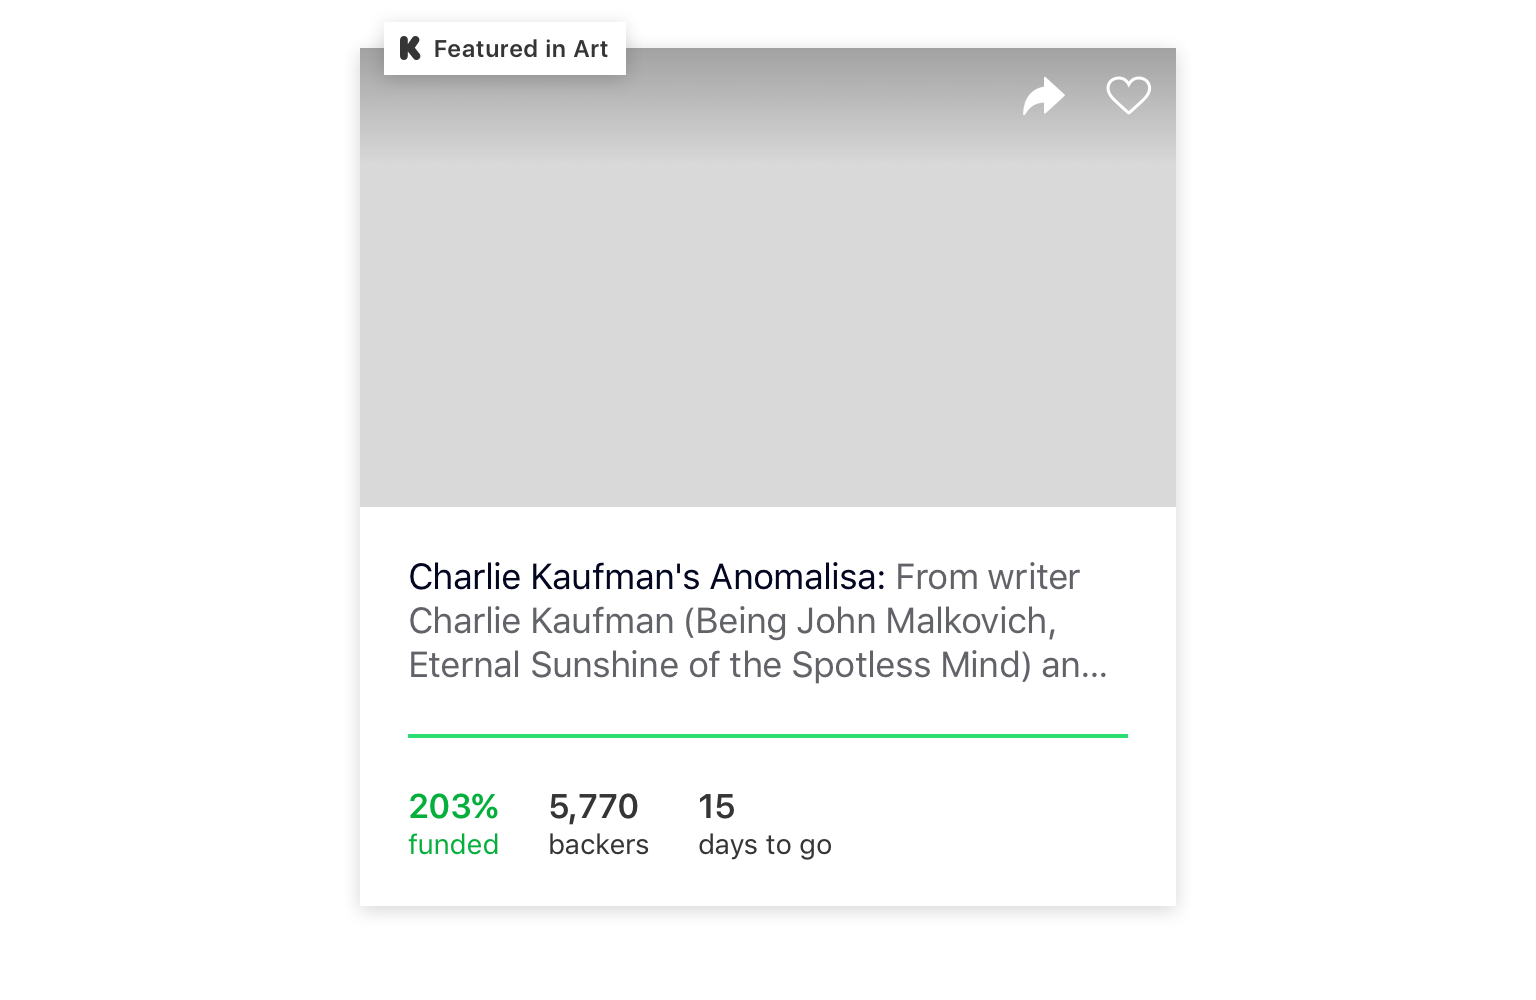 Featured in Art
Charlie Kaufman's Anomalisa: From writer
Charlie Kaufman (Being John Malkovich,
Eternal Sunshine of the Spotless Mind) an...
203% 5,770 15
funded backers days to go